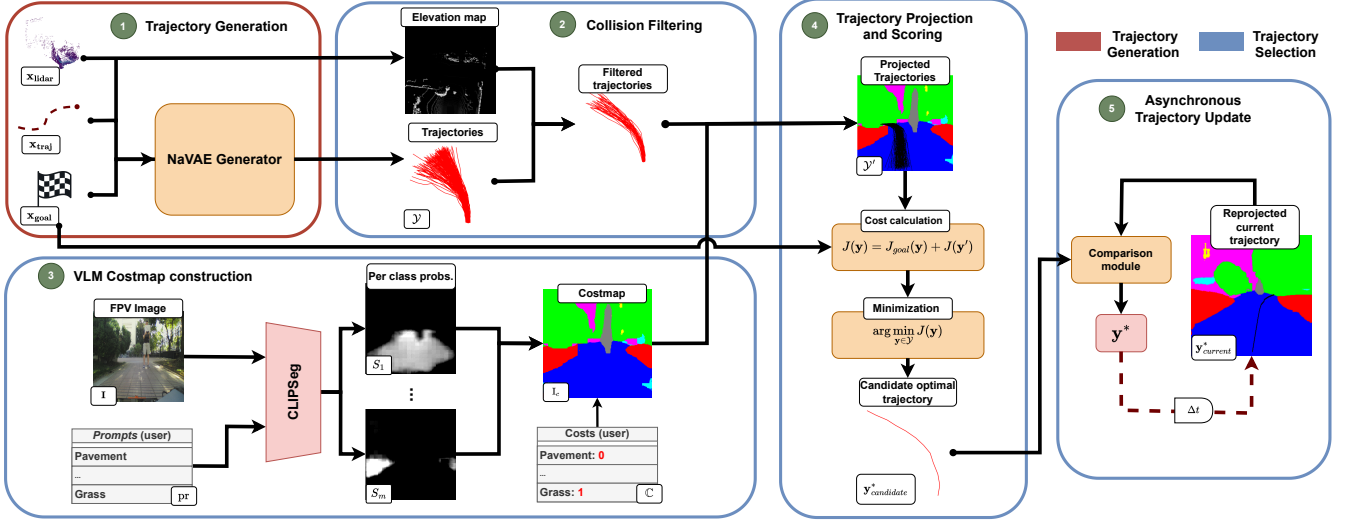 1
Trajectory Generation
x_lidar
x_traj
x_goal
NaVAE Generator
2
Collision Filtering
Elevation map
Trajectories
𝒴
Filtered
trajectories
3
VLM Costmap construction
FPV Image
I
Prompts (user)
Pavement
...
Grass
pr
CLIPSeg
Per class probs.
S_1
...
S_m
Costmap
I_c
Costs (user)
Pavement: 0
...
Grass: 1
ℂ
4
Trajectory Projection
and Scoring
Projected
Trajectories
𝒴′
Cost calculation
J(y) = J_goal(y) + J(y′)
Minimization
arg min J(y)
y∈𝒴
Candidate optimal
trajectory
y*_candidate
Trajectory
Generation
Trajectory
Selection
5
Asynchronous
Trajectory Update
Reprojected
current
trajectory
Comparison
module
y*
y*_current
Δt